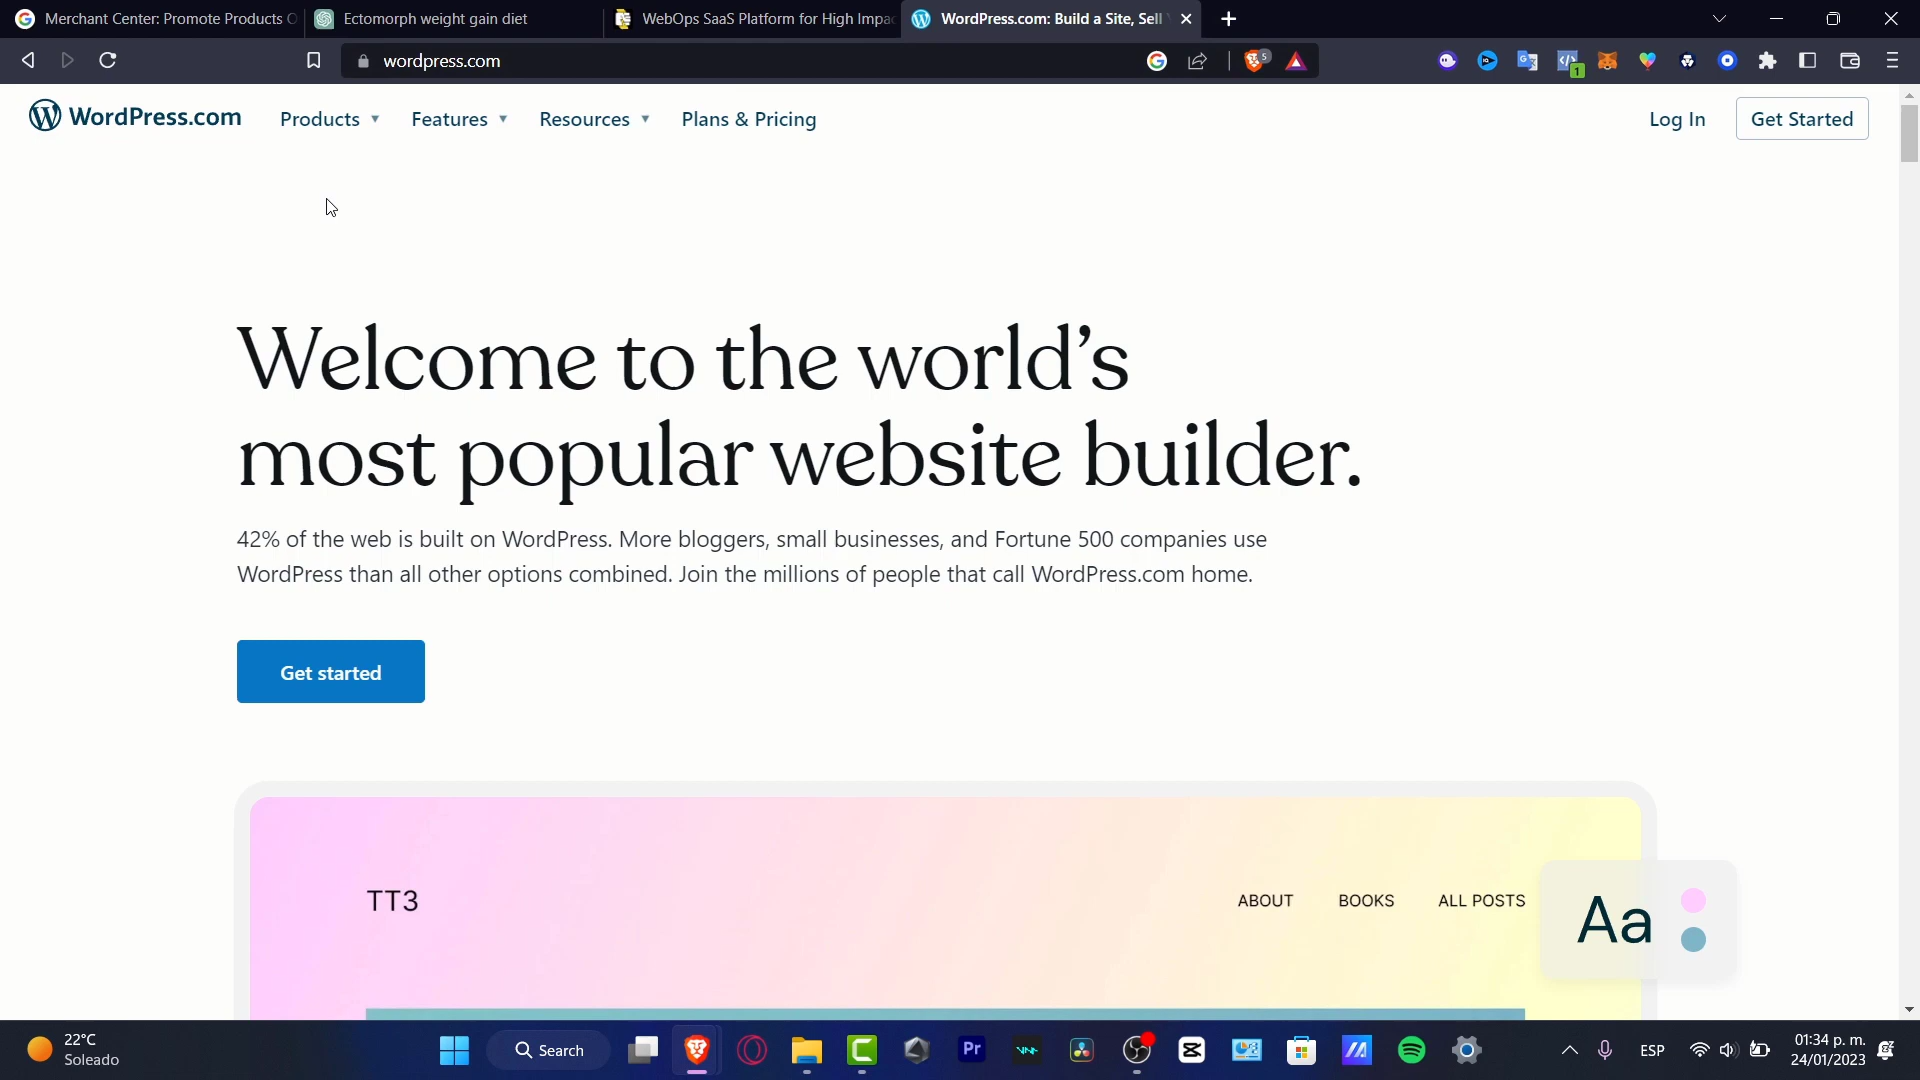 Merchant Center: Promote Products O
Ectomorph weight gain diet
WebOps SaaS Platform for High Impac
WordPress.com: Build a Site, Sell
wordpress.com
5
1
WordPress.com
Products
Features
Resources
Plans & Pricing
Log In
Get Started
Welcome to the world’s
most popular website builder.
42% of the web is built on WordPress. More bloggers, small businesses, and Fortune 500 companies use
WordPress than all other options combined. Join the millions of people that call WordPress.com home.
Get started
TT3
ABOUT
BOOKS
ALL POSTS
Aa
22°C
Soleado
Search
Pr
ESP
01:34 p. m.
24/01/2023